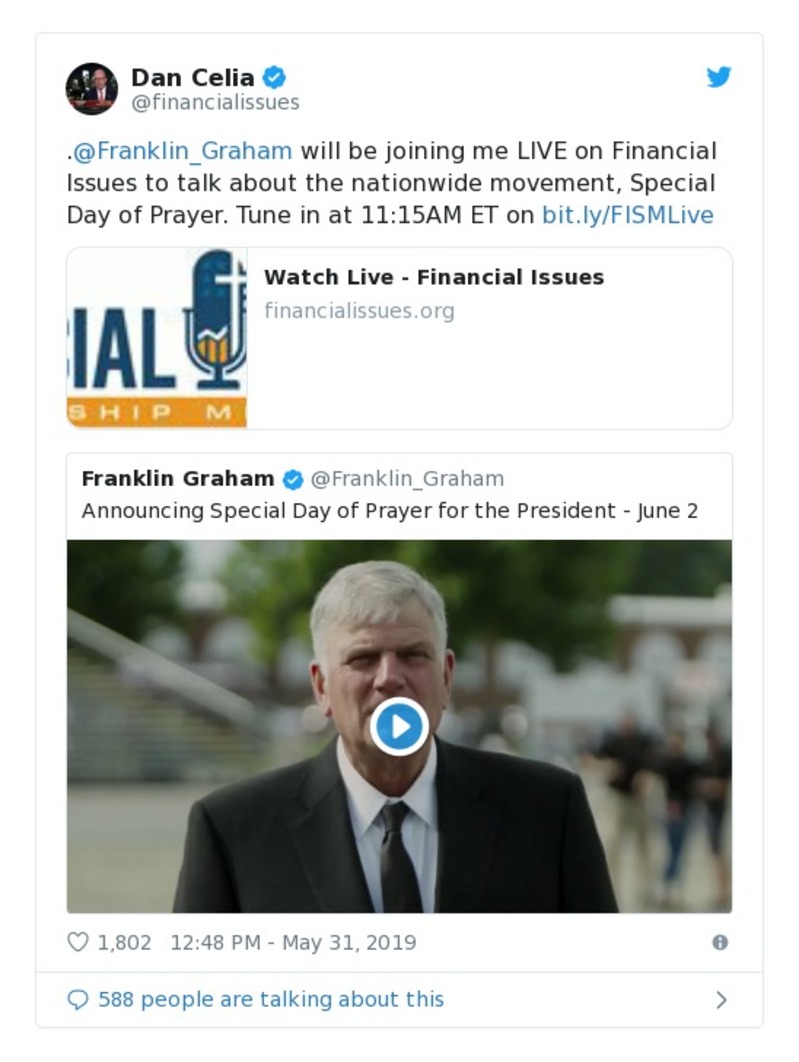 Dan Celia
@financialissues
.@Franklin_Graham will be joining me LIVE on Financial
Issues to talk about the nationwide movement, Special
Day of Prayer. Tune in at 11:15AM ET on bit.ly/FISMLive
Watch Live - Financial Issues
financialissues.org
IAL
SHIP M
Franklin Graham @Franklin_Graham
Announcing Special Day of Prayer for the President - June 2
1,802 12:48 PM - May 31, 2019
588 people are talking about this